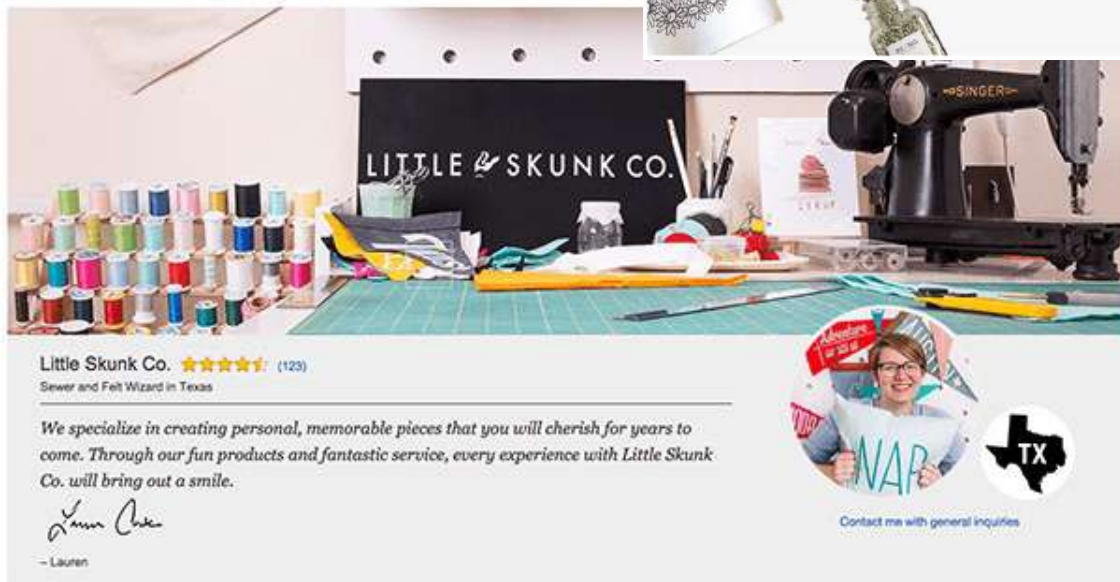 SINGER
LITTLE SKUNK CO.
SYRUP
Little Skunk Co. (123)
Sewer and Felt Wizard in Texas
We specialize in creating personal, memorable pieces that you will cherish for years to
come. Through our fun products and fantastic service, every experience with Little Skunk
Co. will bring out a smile.
– Lauren
Adventure
NAP
TX
Contact me with general inquiries